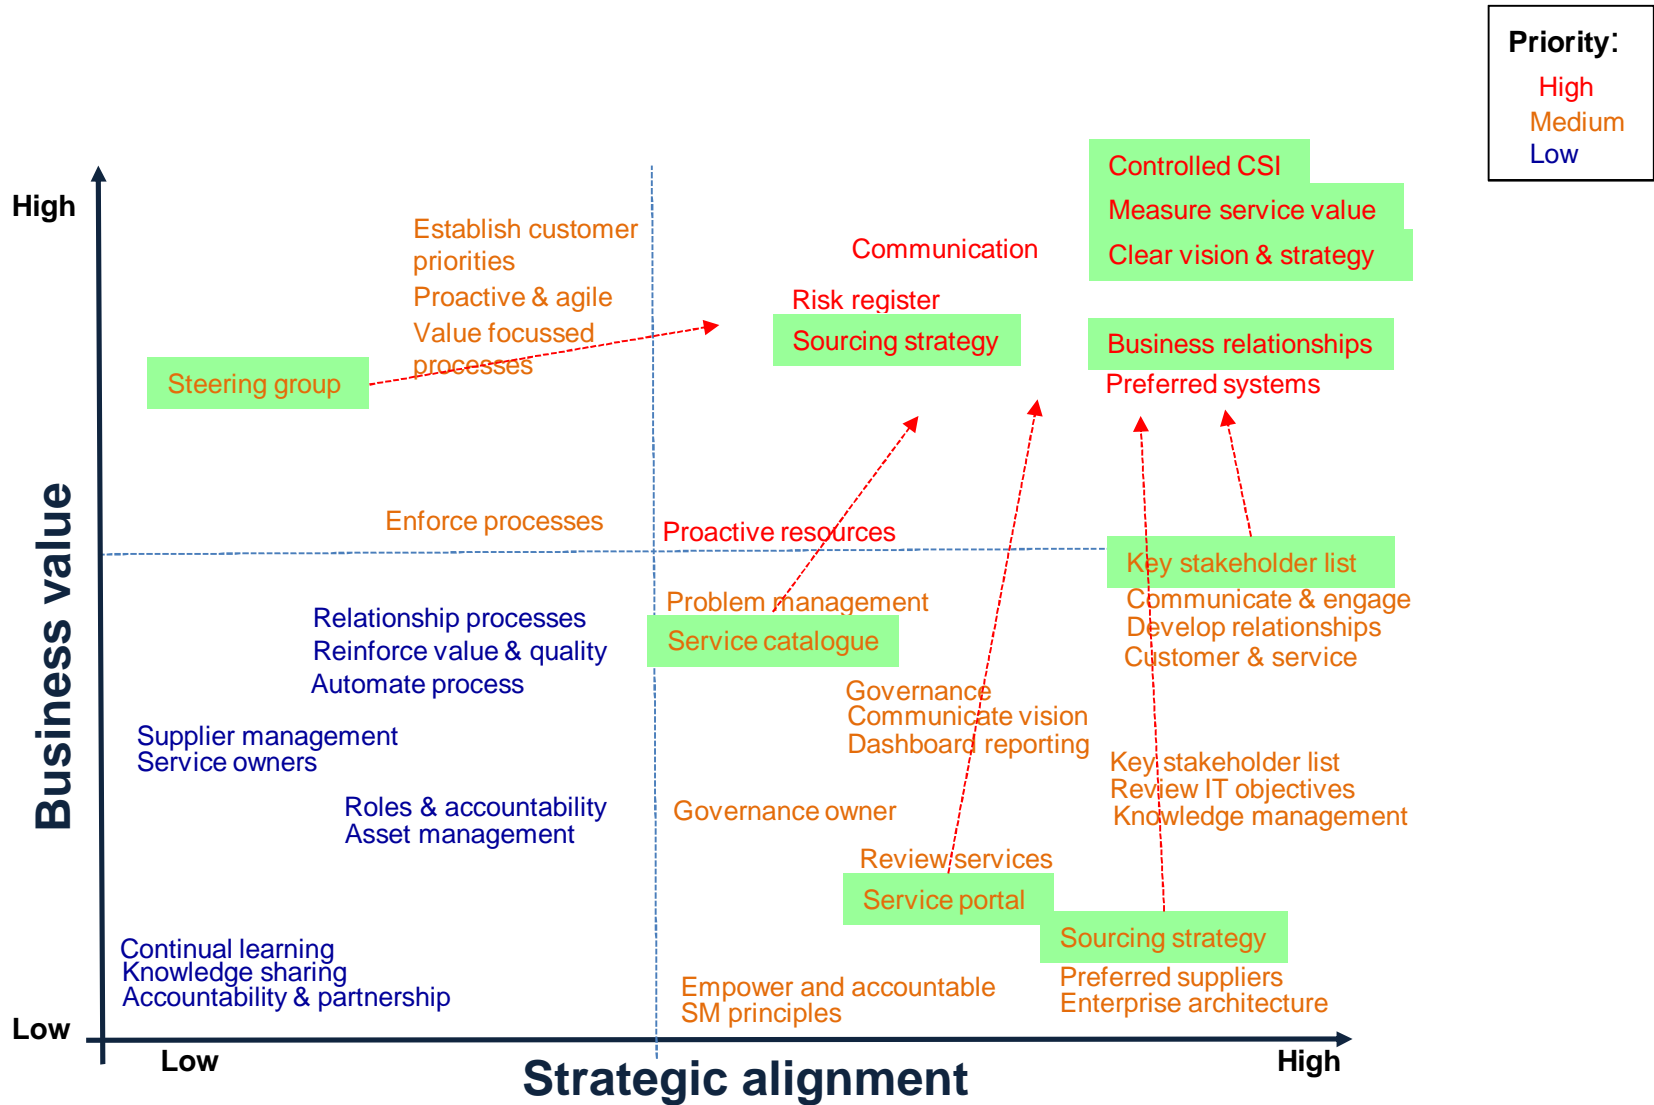 Priority:
High
Medium
Low
High
Establish customer
priorities
Proactive & agile
Value focussed
processes
Steering group
Enforce processes
Communication
Risk register
Sourcing strategy
Proactive resources
Controlled CSI
Measure service value
Clear vision & strategy
Business relationships
Preferred systems
Business value
Relationship processes
Reinforce value & quality
Automate process
Supplier management
Service owners
Roles & accountability
Asset management
Continual learning
Knowledge sharing
Accountability & partnership
Problem management
Service catalogue
Governance
Communicate vision
Dashboard reporting
Governance owner
Review services
Service portal
Empower and accountable
SM principles
Key stakeholder list
Communicate & engage
Develop relationships
Customer & service
Key stakeholder list
Review IT objectives
Knowledge management
Sourcing strategy
Preferred suppliers
Enterprise architecture
Low
Low
Strategic alignment
High